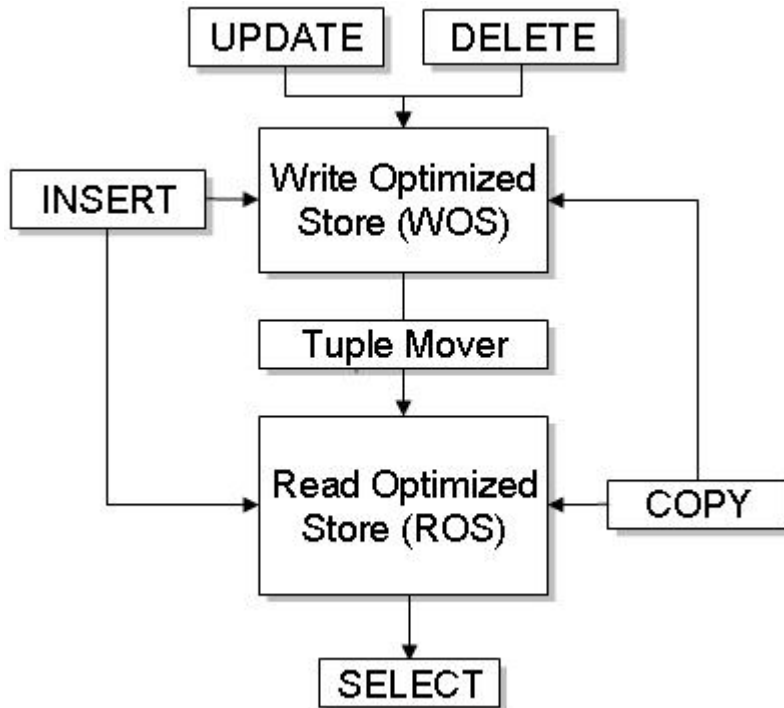 UPDATE
DELETE
Write Optimized
Store (WOS)
INSERT
Tuple Mover
Read Optimized
Store (ROS)
COPY
SELECT